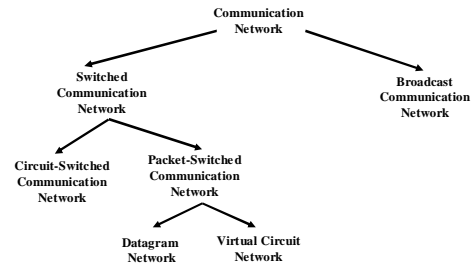 Communication
Network
Switched
Communication
Network
Broadcast
Communication
Network
Circuit-Switched
Communication
Network
Packet-Switched
Communication
Network
Datagram
Network
Virtual Circuit
Network